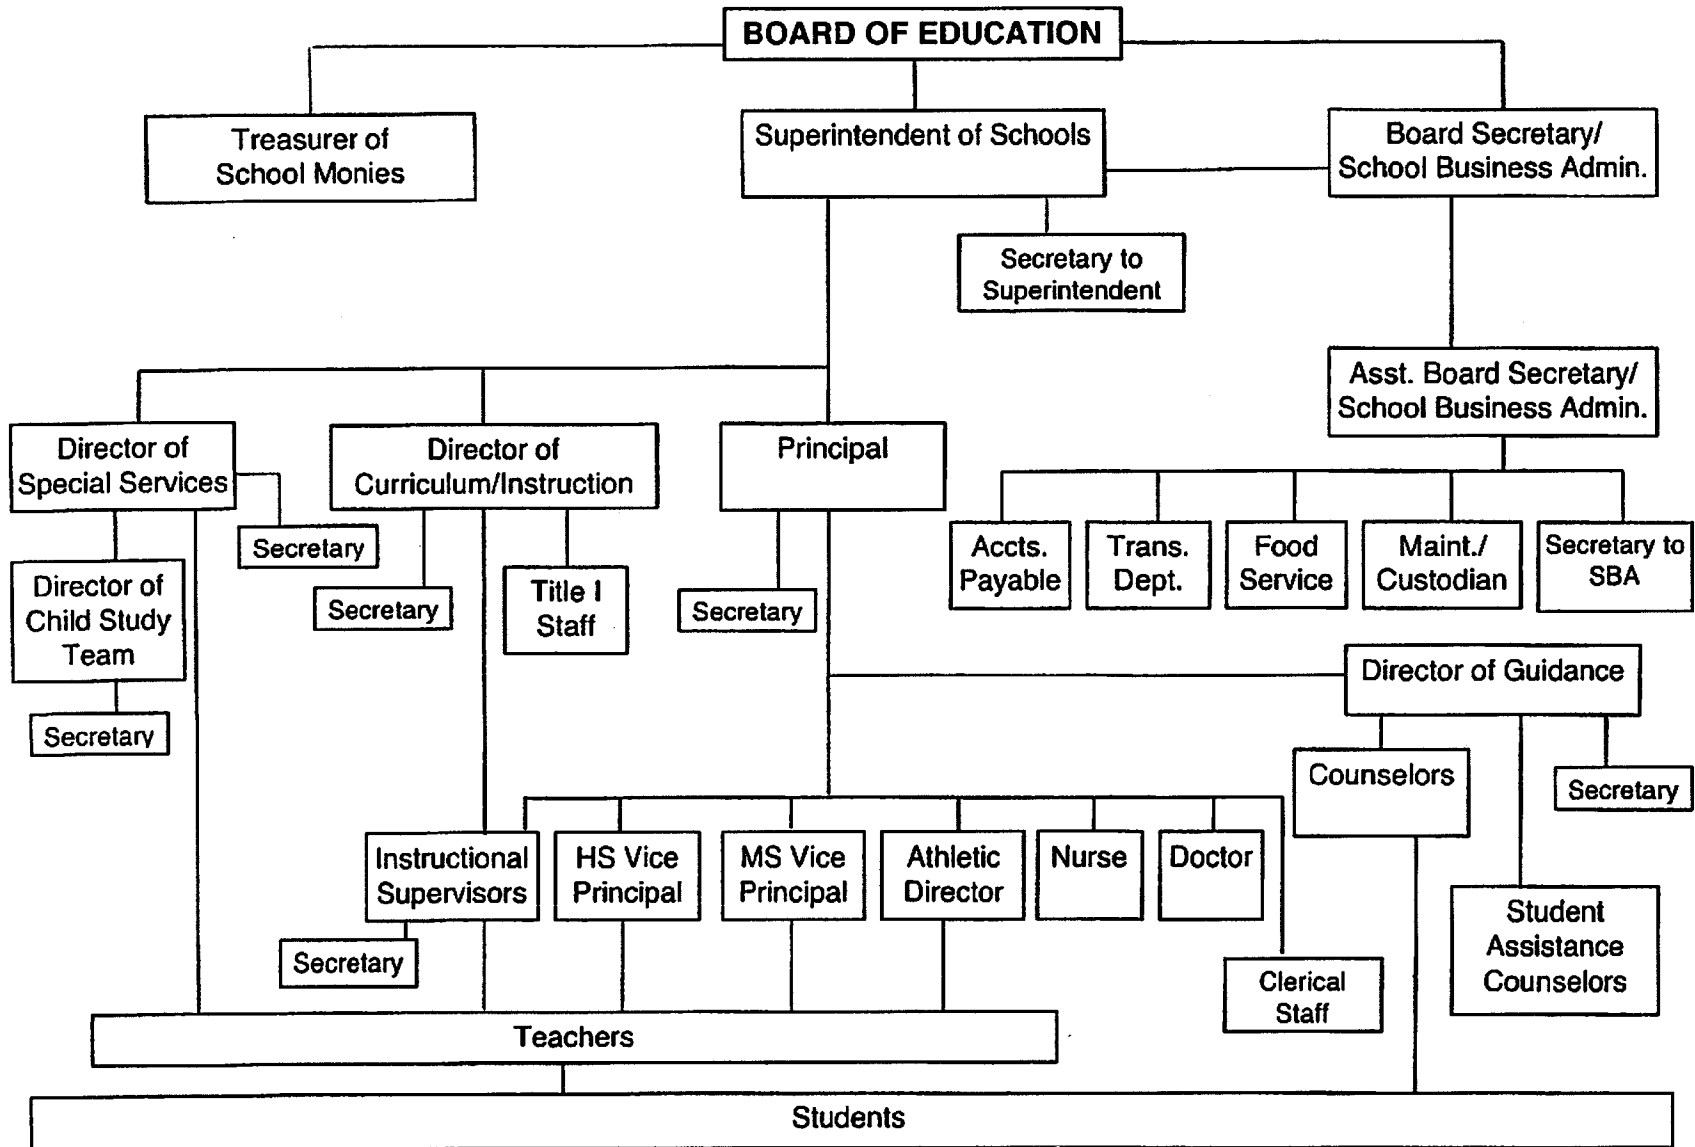 BOARD OF EDUCATION
Treasurer of
School Monies
Superintendent of Schools
Board Secretary/
School Business Admin.
Secretary to
Superintendent
Asst. Board Secretary/
School Business Admin.
Director of
Special Services
Director of
Curriculum/Instruction
Principal
Secretary
Director of
Child Study
Team
Secretary
Secretary
Title I
Staff
Secretary
Accts.
Payable
Trans.
Dept.
Food
Service
Maint./
Custodian
Secretary to
SBA
Director of Guidance
Counselors
Secretary
Student
Assistance
Counselors
Instructional
Supervisors
HS Vice
Principal
MS Vice
Principal
Athletic
Director
Nurse
Doctor
Secretary
Clerical
Staff
Teachers
Students